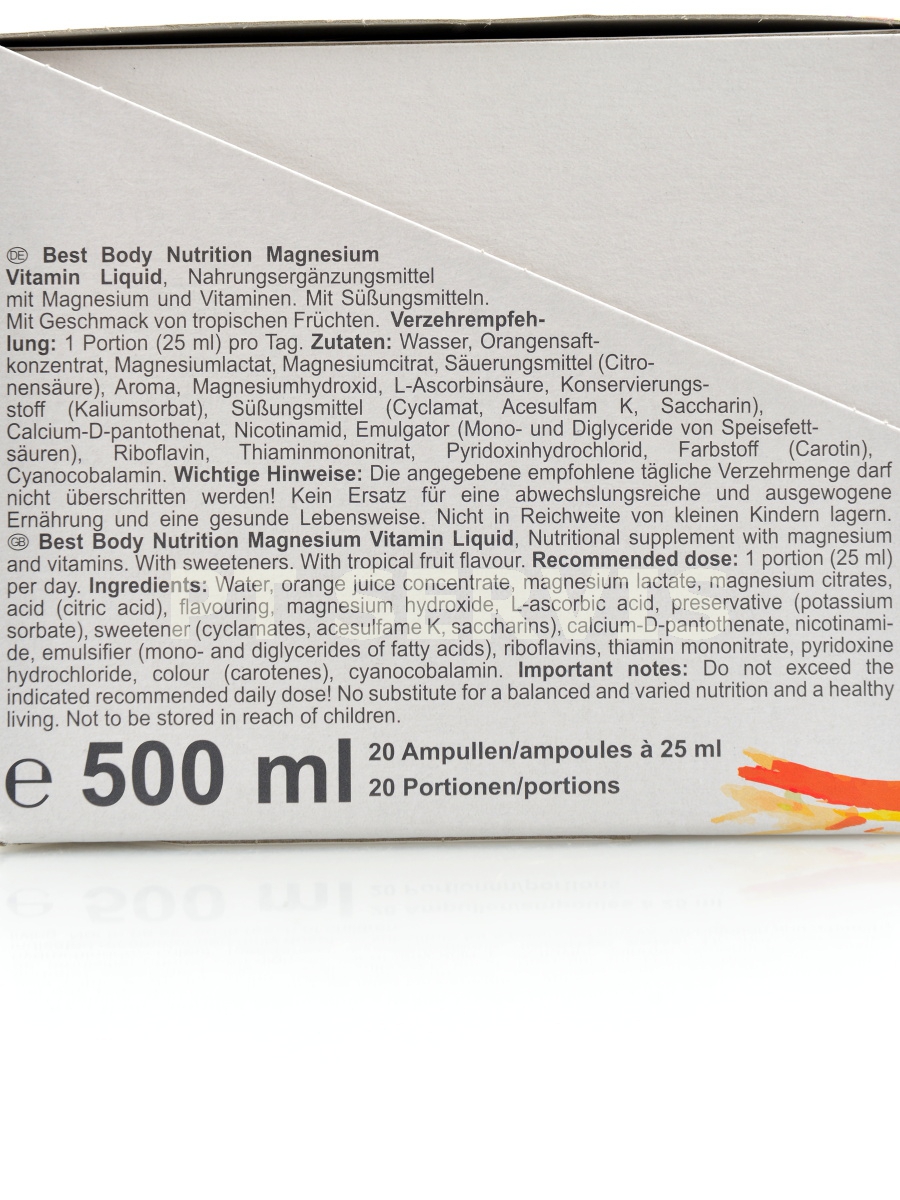 DE Best Body Nutrition Magnesium
Vitamin Liquid, Nahrungsergänzungsmittel
mit Magnesium und Vitaminen. Mit Süßungsmitteln.
Mit Geschmack von tropischen Früchten. Verzehrempfeh-
lung: 1 Portion (25 ml) pro Tag. Zutaten: Wasser, Orangensaft-
konzentrat, Magnesiumlactat, Magnesiumcitrat, Säuerungsmittel (Citro-
nensäure), Aroma, Magnesiumhydroxid, L-Ascorbinsäure, Konservierungs-
stoff (Kaliumsorbat), Süßungsmittel (Cyclamat, Acesulfam K, Saccharin),
Calcium-D-pantothenat, Nicotinamid, Emulgator (Mono- und Diglyceride von Speisefett-
säuren), Riboflavin, Thiaminmononitrat, Pyridoxinhydrochlorid, Farbstoff (Carotin),
Cyanocobalamin. Wichtige Hinweise: Die angegebene empfohlene tägliche Verzehrmenge darf
nicht überschritten werden! Kein Ersatz für eine abwechslungsreiche und ausgewogene
Ernährung und eine gesunde Lebensweise. Nicht in Reichweite von kleinen Kindern lagern.
GB Best Body Nutrition Magnesium Vitamin Liquid, Nutritional supplement with magnesium
and vitamins. With sweeteners. With tropical fruit flavour. Recommended dose: 1 portion (25 ml)
per day. Ingredients: Water, orange juice concentrate, magnesium lactate, magnesium citrates,
acid (citric acid), flavouring, magnesium hydroxide, L-ascorbic acid, preservative (potassium
sorbate), sweetener (cyclamates, acesulfame K, saccharins), calcium-D-pantothenate, nicotinami-
de, emulsifier (mono- and diglycerides of fatty acids), riboflavins, thiamin mononitrate, pyridoxine
hydrochloride, colour (carotenes), cyanocobalamin. Important notes: Do not exceed the
indicated recommended daily dose! No substitute for a balanced and varied nutrition and a healthy
living. Not to be stored in reach of children.
e 500 ml
20 Ampullen/ampoules à 25 ml
20 Portionen/portions